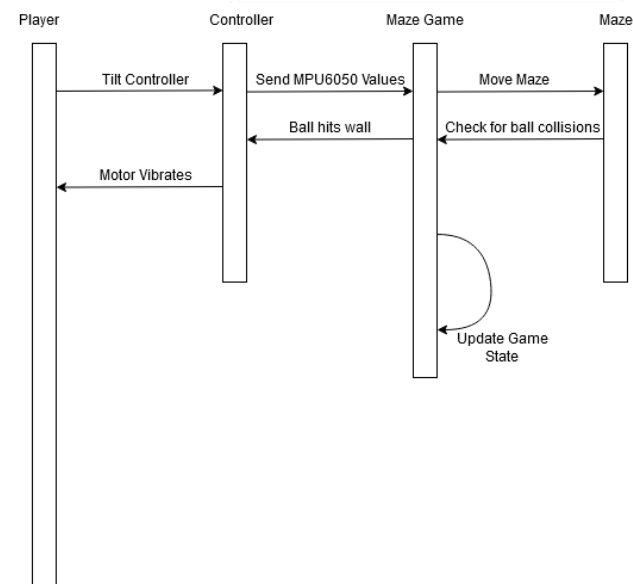 Player
Controller
Maze Game
Maze
Tilt Controller
Send MPU6050 Values
Move Maze
Ball hits wall
Check for ball collisions
Motor Vibrates
Update Game
State